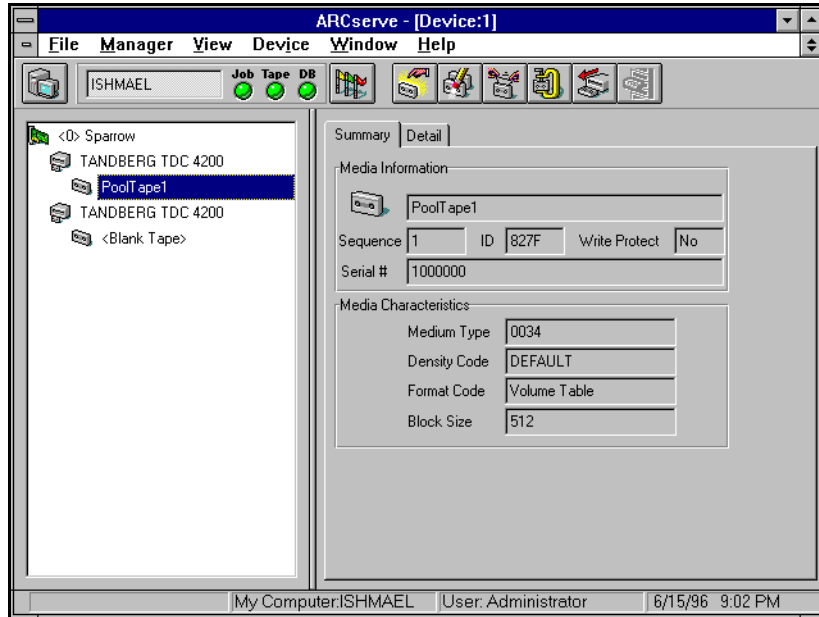 ARCserve - [Device:1]
File Manager View Device Window Help
ISHMAEL
Job Tape DB
<0> Sparrow
TANDBERG TDC 4200
PoolTape1
TANDBERG TDC 4200
<Blank Tape>
Summary Detail
Media Information
PoolTape1
Sequence 1 ID 827F Write Protect No
Serial # 1000000
Media Characteristics
Medium Type 0034
Density Code DEFAULT
Format Code Volume Table
Block Size 512
My Computer:ISHMAEL User: Administrator 6/15/96 9:02 PM